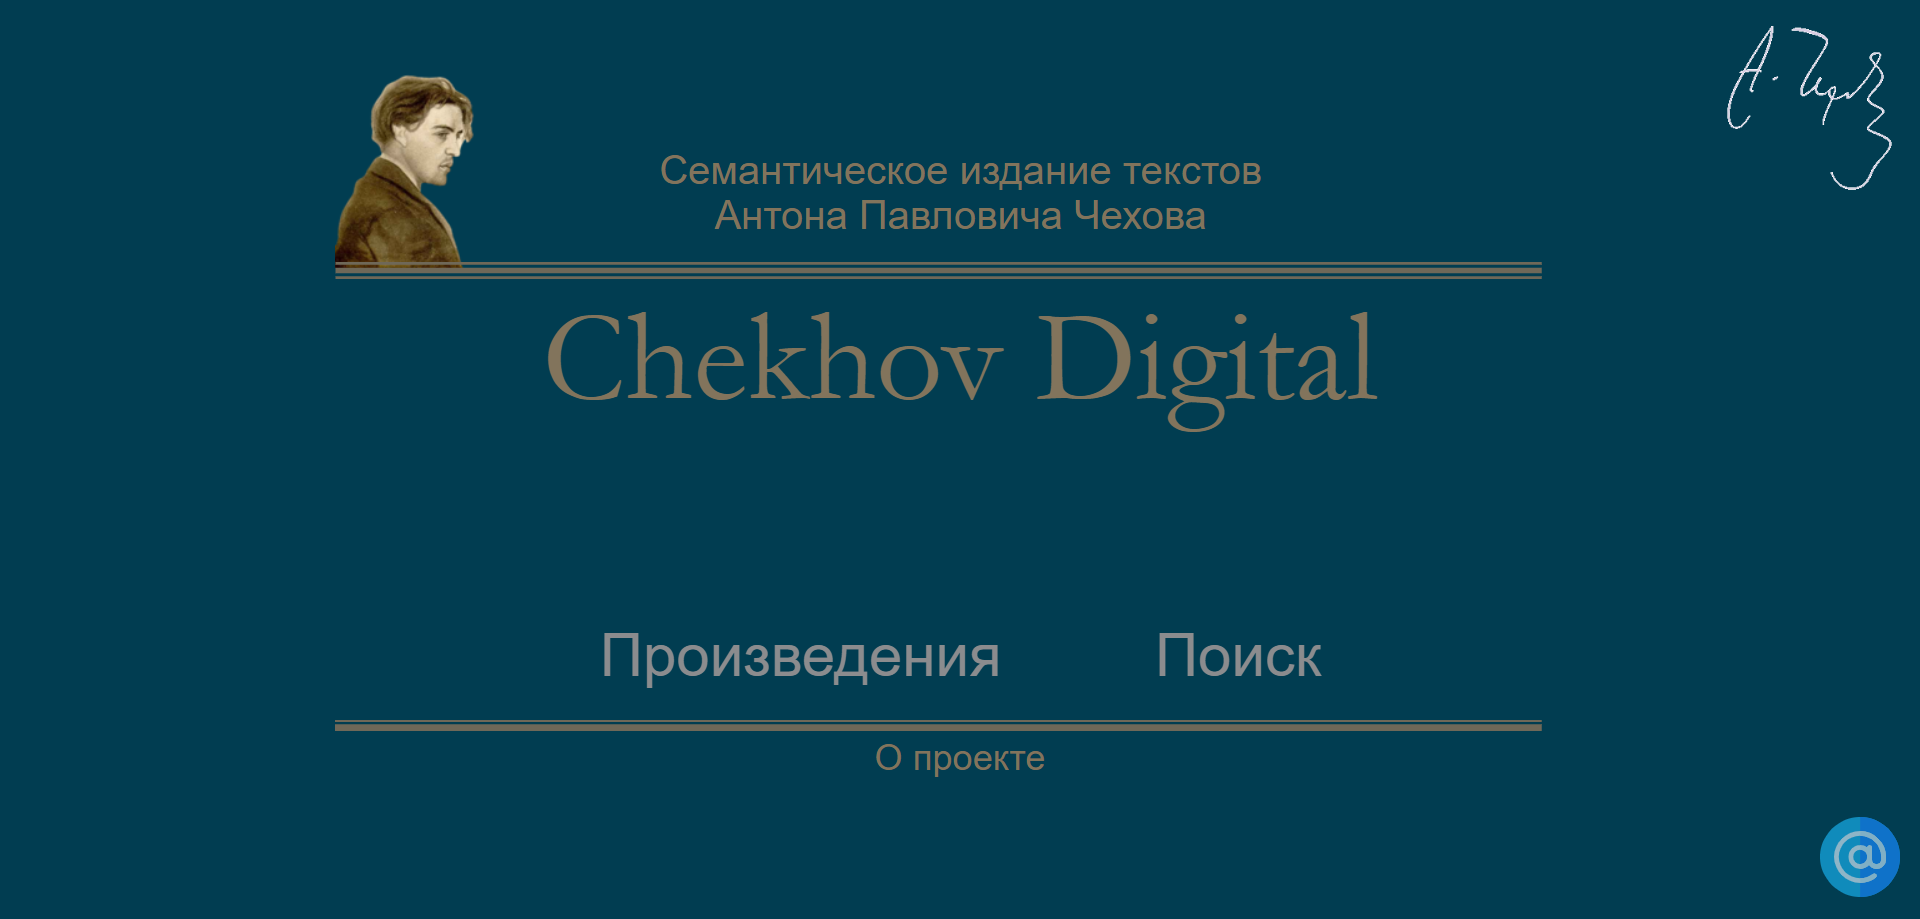 Семантическое издание текстов
Антона Павловича Чехова
Chekhov Digital
Произведения Поиск
О проекте
@